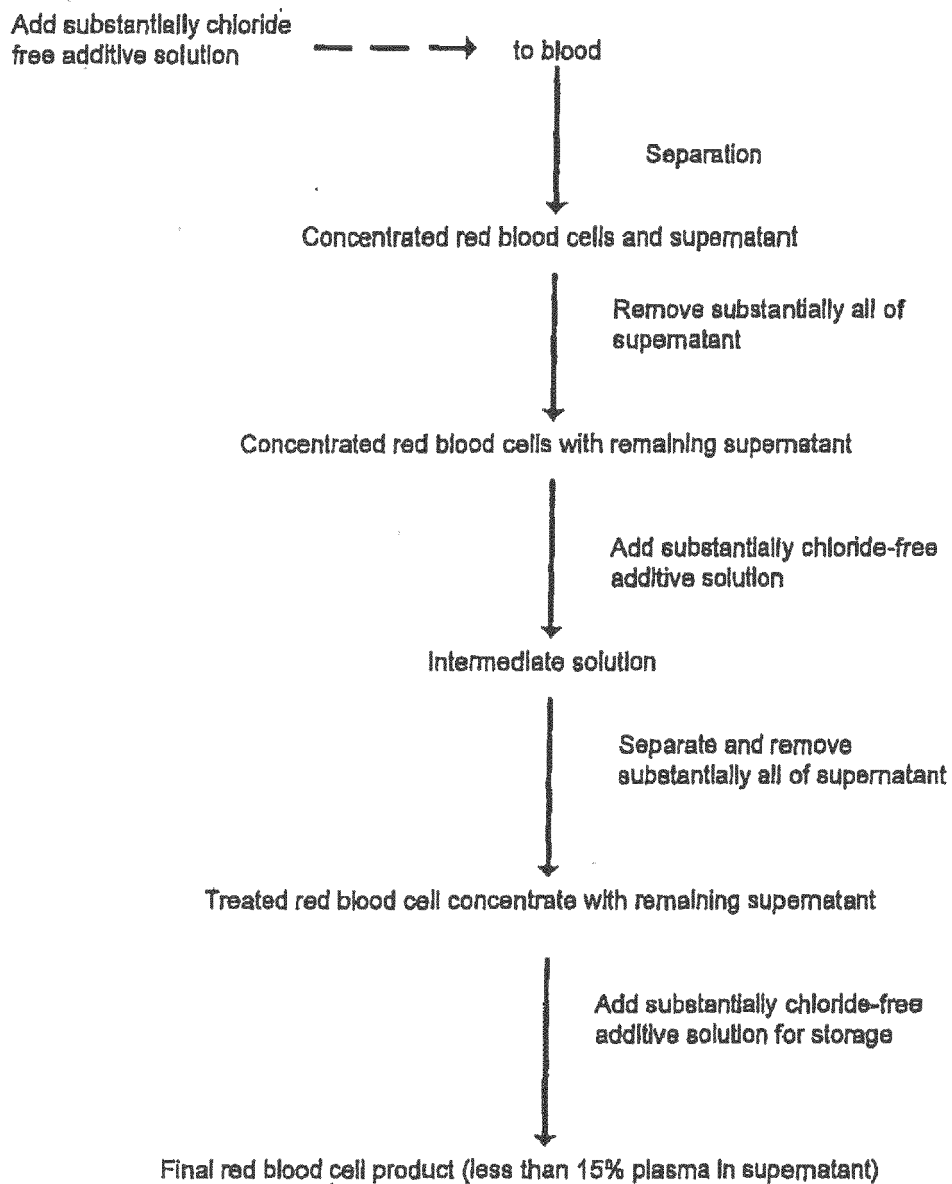 Add substantially chloride
free additive solution
to blood
Separation
Concentrated red blood cells and supernatant
Remove substantially all of
supernatant
Concentrated red blood cells with remaining supernatant
Add substantially chloride-free
additive solution
Intermediate solution
Separate and remove
substantially all of supernatant
Treated red blood cell concentrate with remaining supernatant
Add substantially chloride-free
additive solution for storage
Final red blood cell product (less than 15% plasma in supernatant)